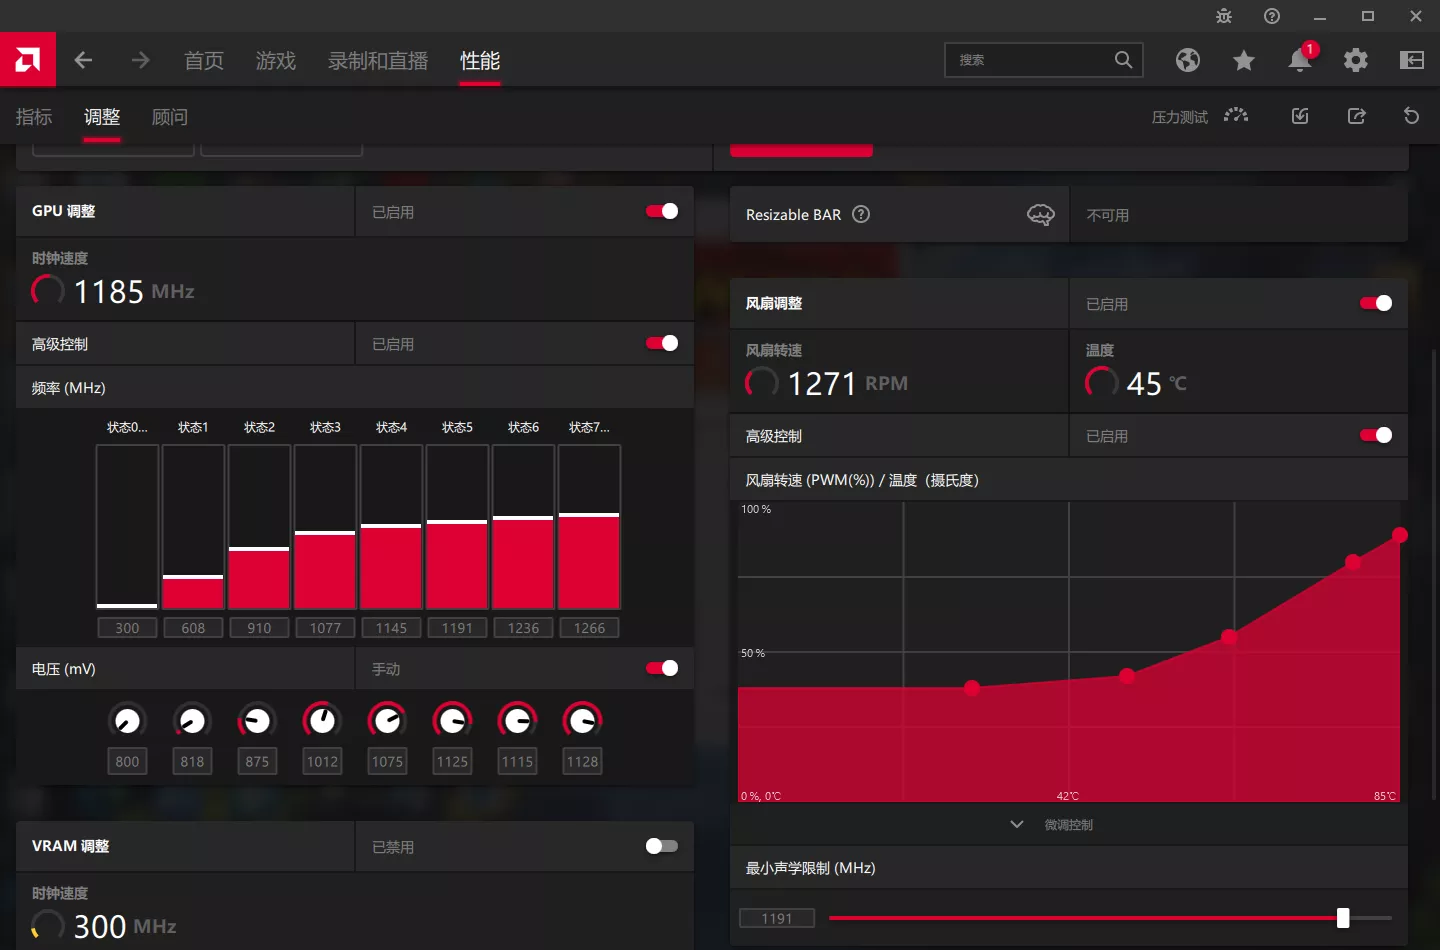 1
首页
游戏
录制和直播
性能
搜索
指标
调整
顾问
压力测试
GPU 调整
已启用
时钟速度
1185 MHz
高级控制
已启用
频率 (MHz)
状态0...
状态1
状态2
状态3
状态4
状态5
状态6
状态7...
300
608
910
1077
1145
1191
1236
1266
电压 (mV)
手动
800
818
875
1012
1075
1125
1115
1128
VRAM 调整
已禁用
时钟速度
300 MHz
Resizable BAR
不可用
风扇调整
已启用
风扇转速
1271 RPM
温度
45 ℃
高级控制
已启用
风扇转速 (PWM(%)) / 温度（摄氏度）
100 %
50 %
0 %, 0℃
42℃
85℃
微调控制
最小声学限制 (MHz)
1191